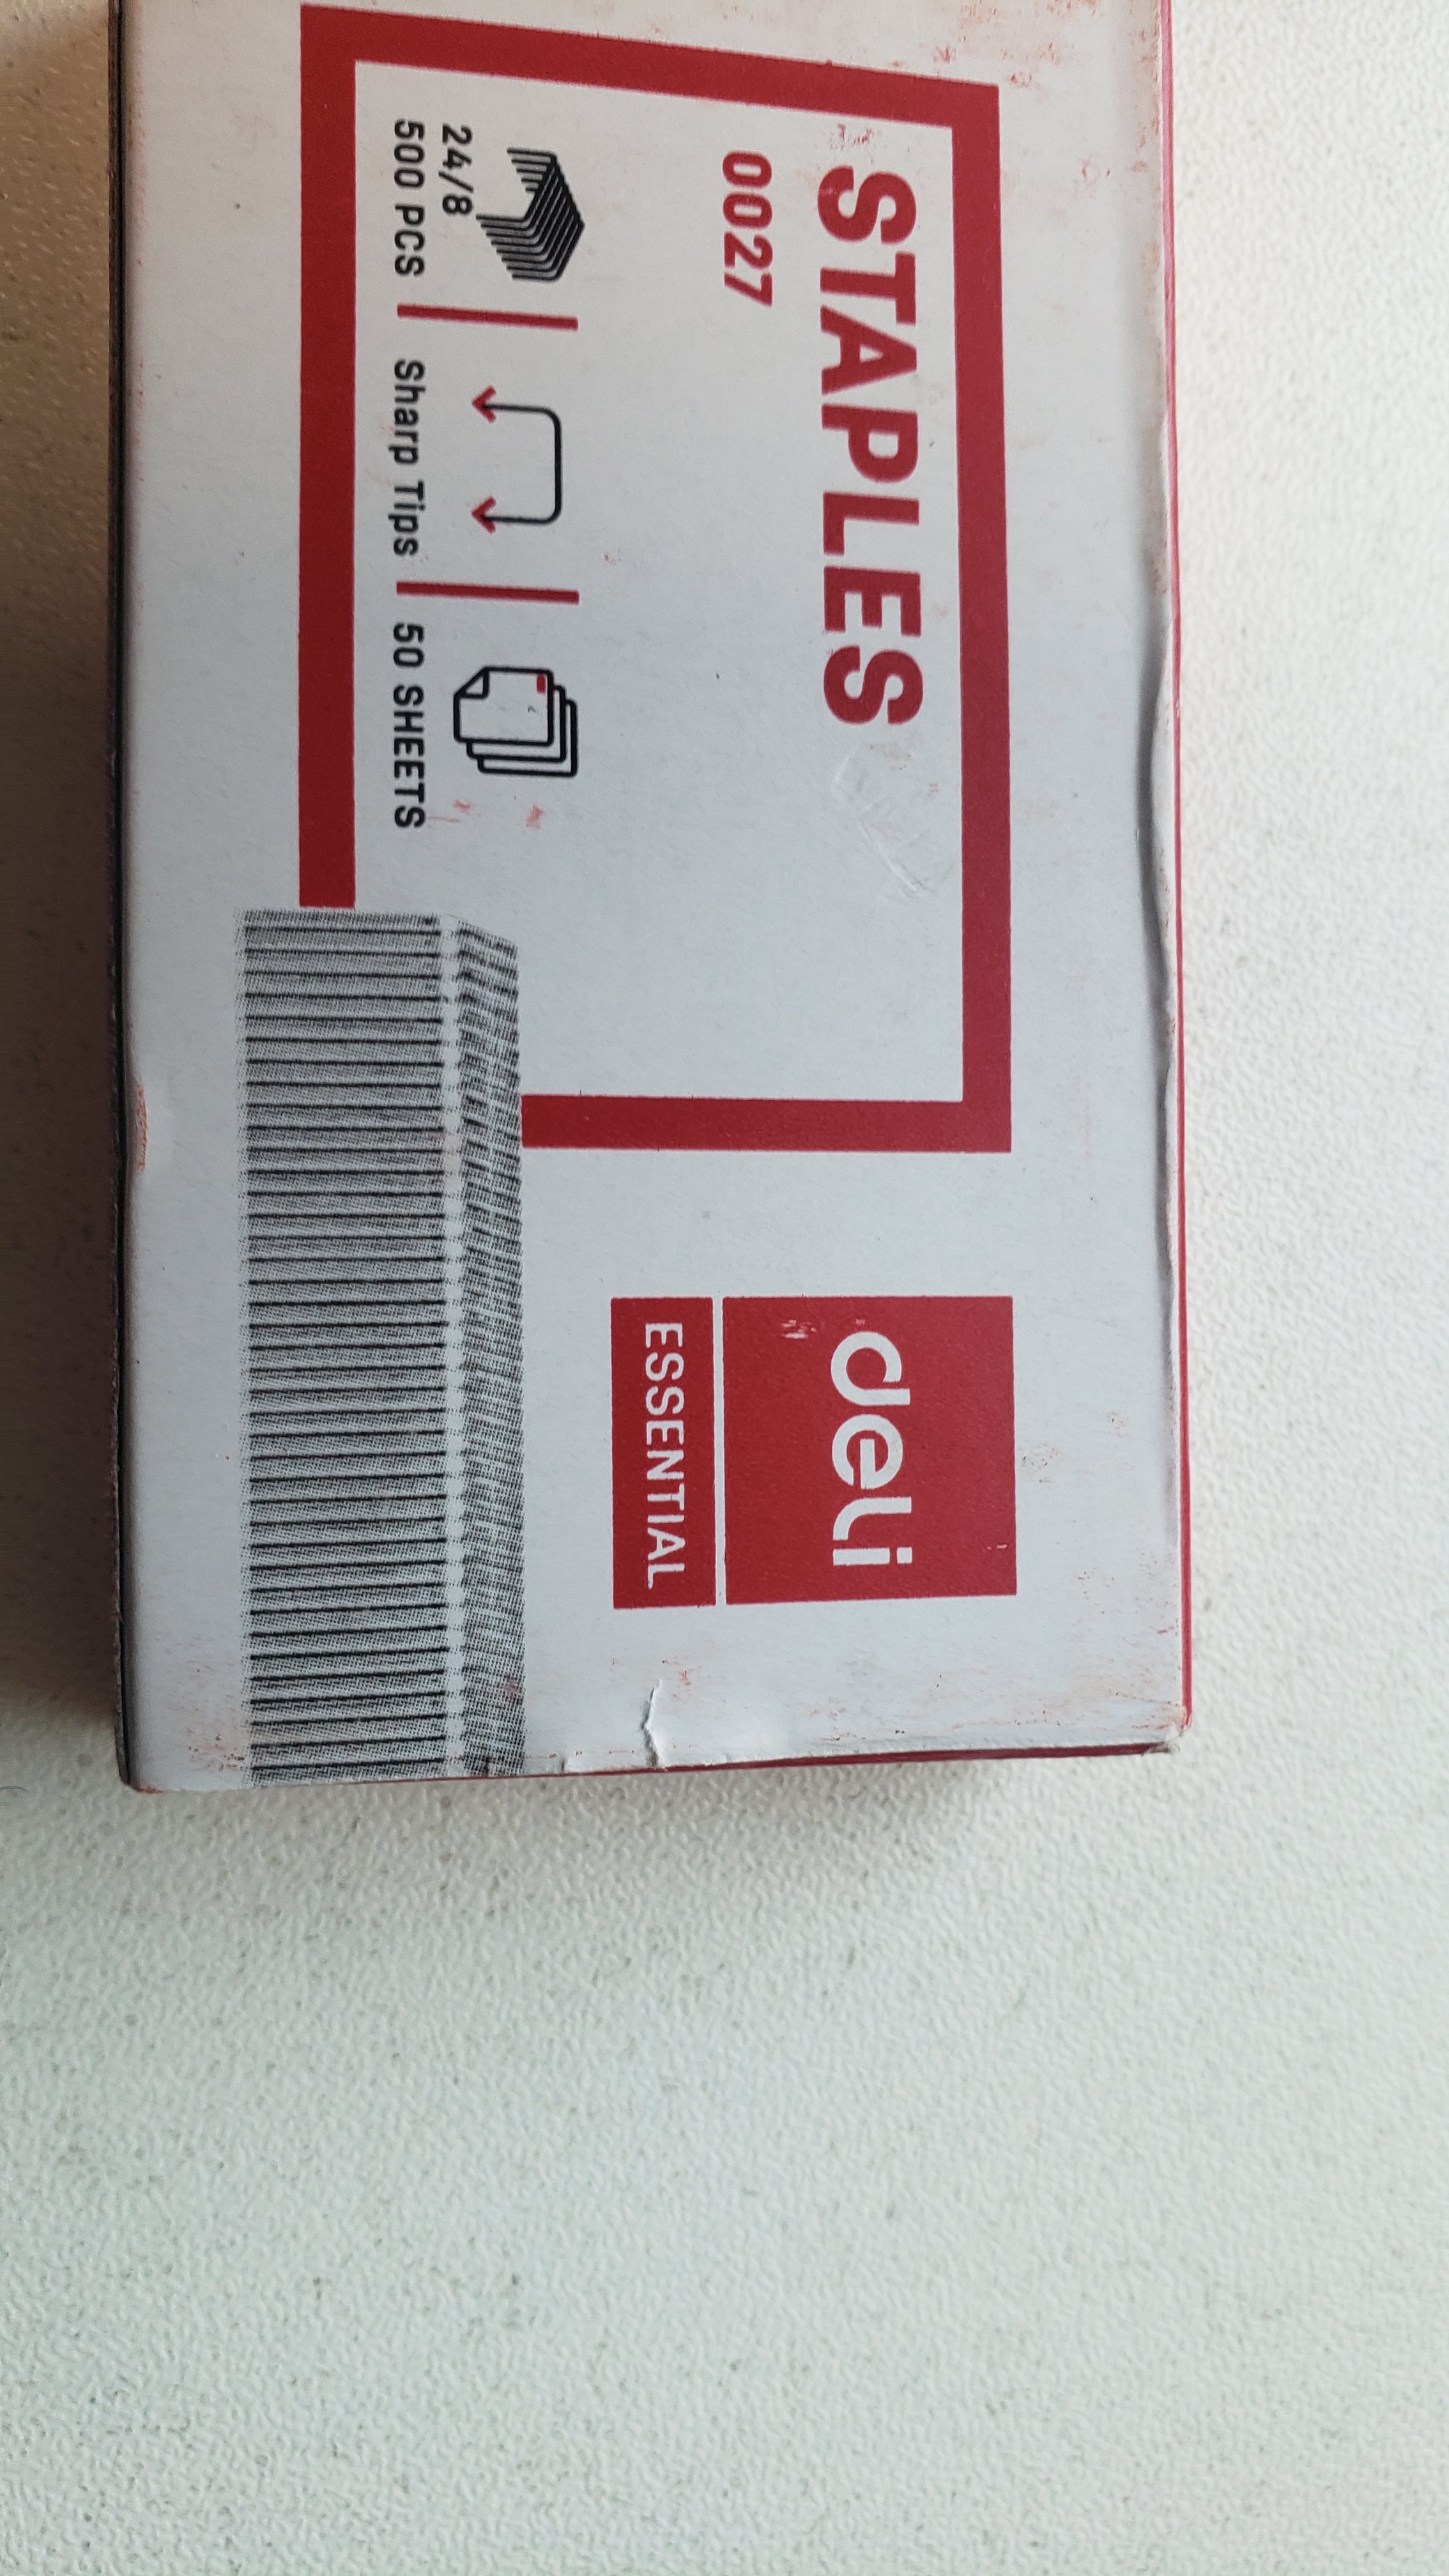 STAPLES
0027
24/8
500 PCS
Sharp Tips
50 SHEETS
deli
ESSENTIAL